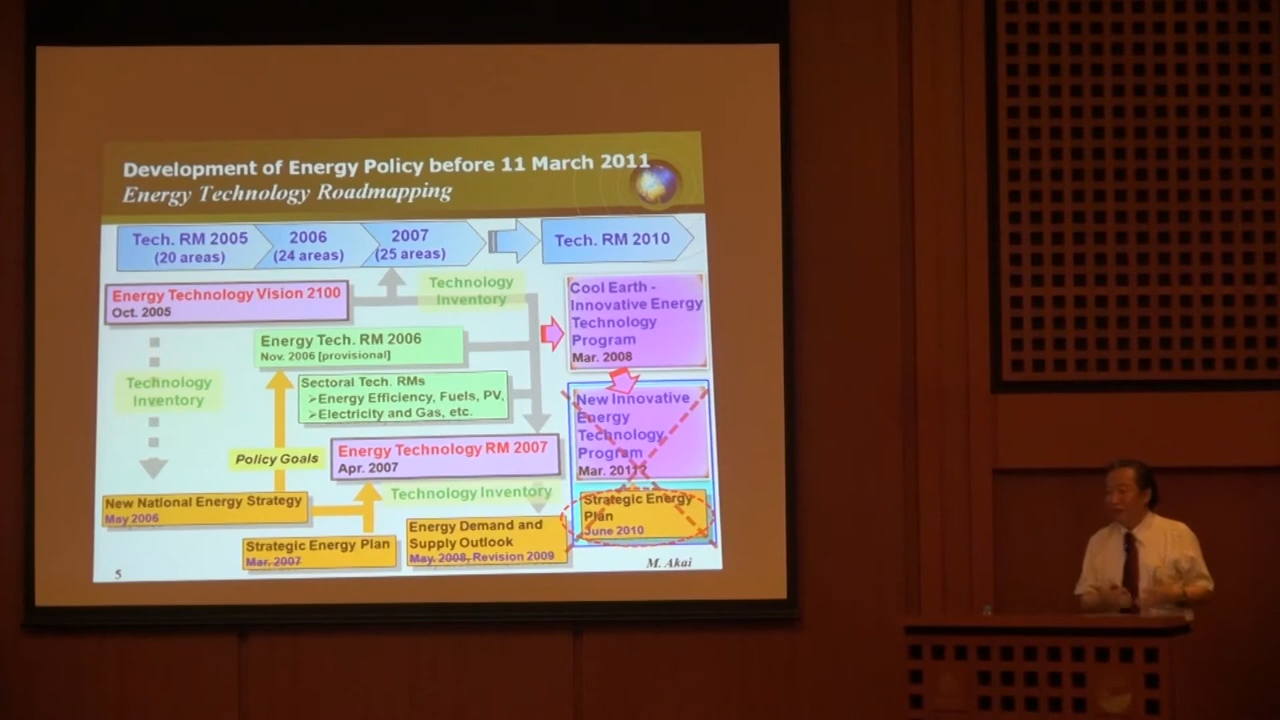 Development of Energy Policy before 11 March 2011
Energy Technology Roadmapping
Tech. RM 2005
(20 areas)
2006
(24 areas)
2007
(25 areas)
Tech. RM 2010
Energy Technology Vision 2100
Oct. 2005
Technology
Inventory
Cool Earth -
Innovative Energy
Technology
Program
Mar. 2008
Energy Tech. RM 2006
Nov. 2006 [provisional]
Technology
Inventory
Sectoral Tech. RMs
➢Energy Efficiency, Fuels, PV,
➢Electricity and Gas, etc.
New Innovative
Energy
Technology
Program
Mar. 2011?
Policy Goals
Energy Technology RM 2007
Apr. 2007
New National Energy Strategy
May 2006
Technology Inventory
Strategic Energy
Plan
June 2010
Strategic Energy Plan
Mar. 2007
Energy Demand and
Supply Outlook
May. 2008, Revision 2009
5
M. Akai